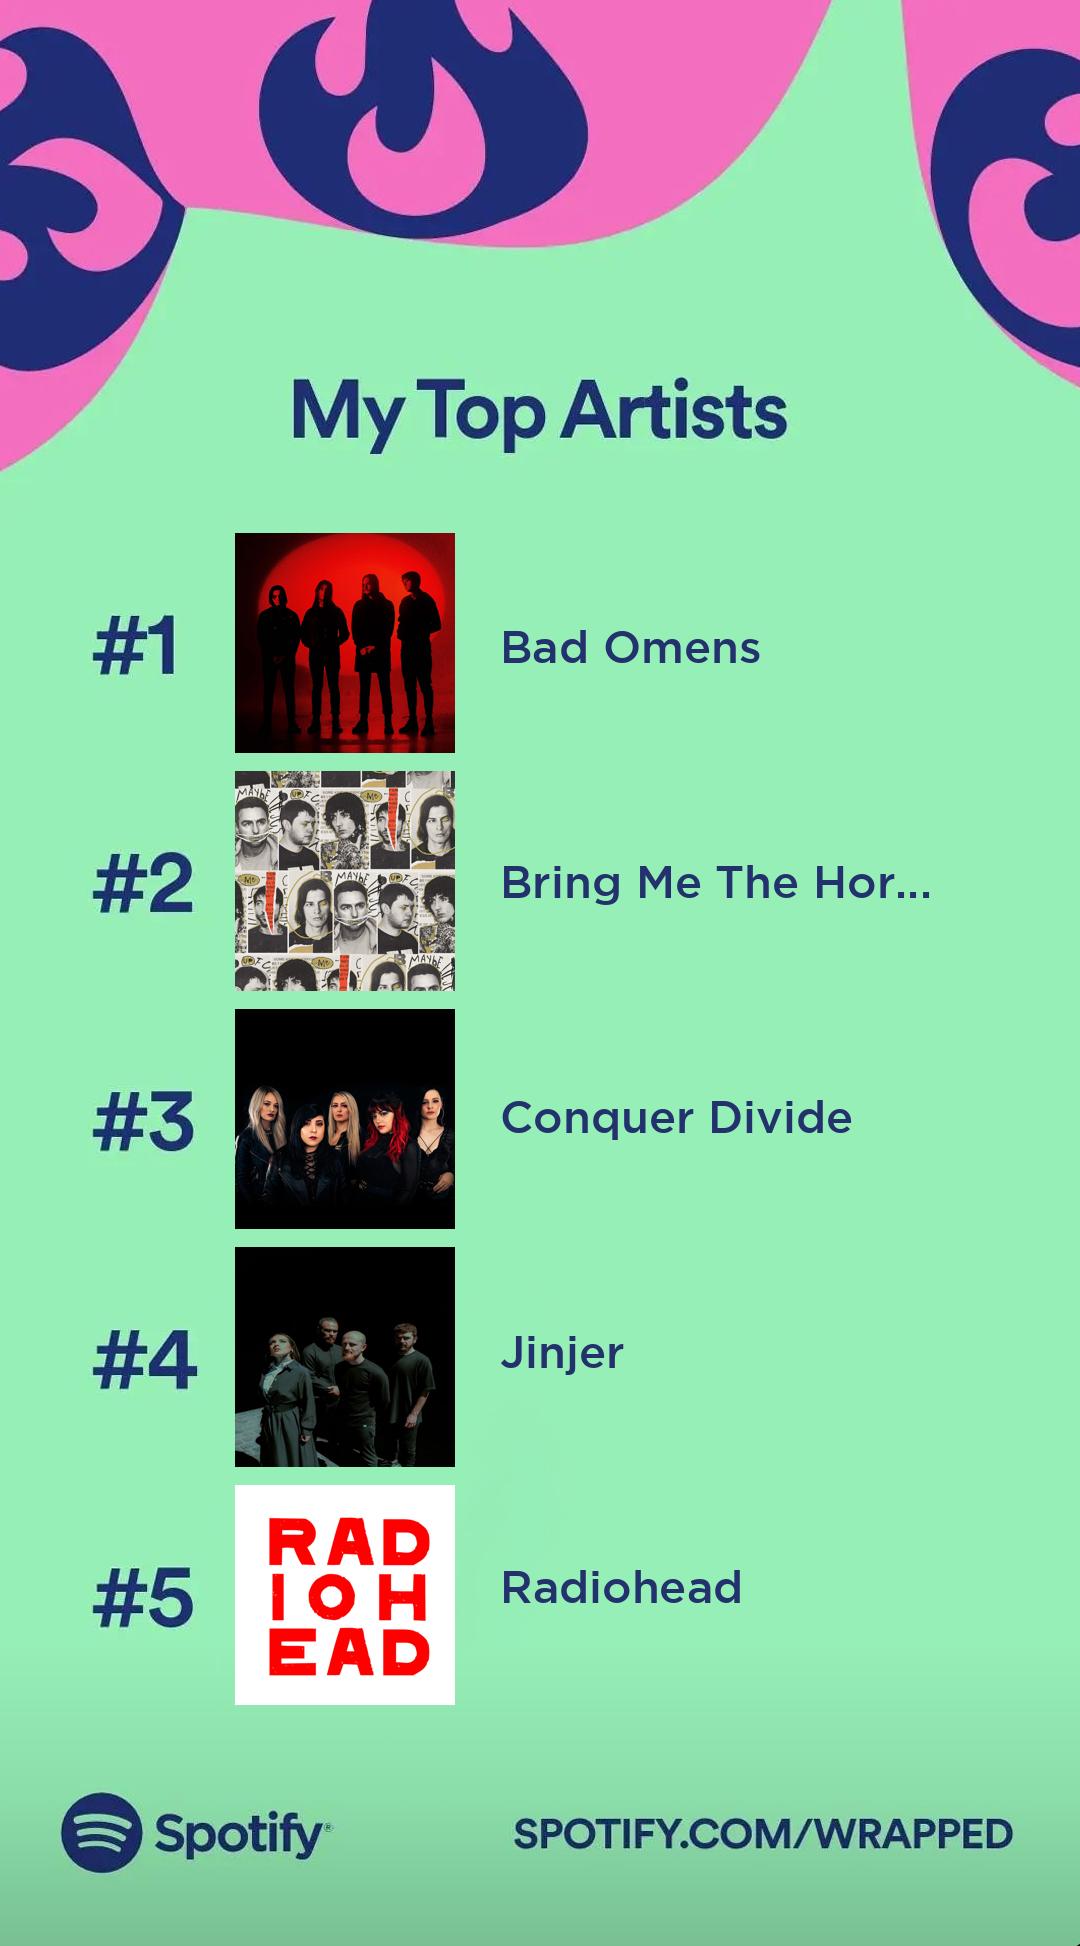 My Top Artists
#1
Bad Omens
#2
Bring Me The Hor...
#3
Conquer Divide
#4
Jinjer
#5
RAD
IOH
EAD
Radiohead
Spotify®
SPOTIFY.COM/WRAPPED